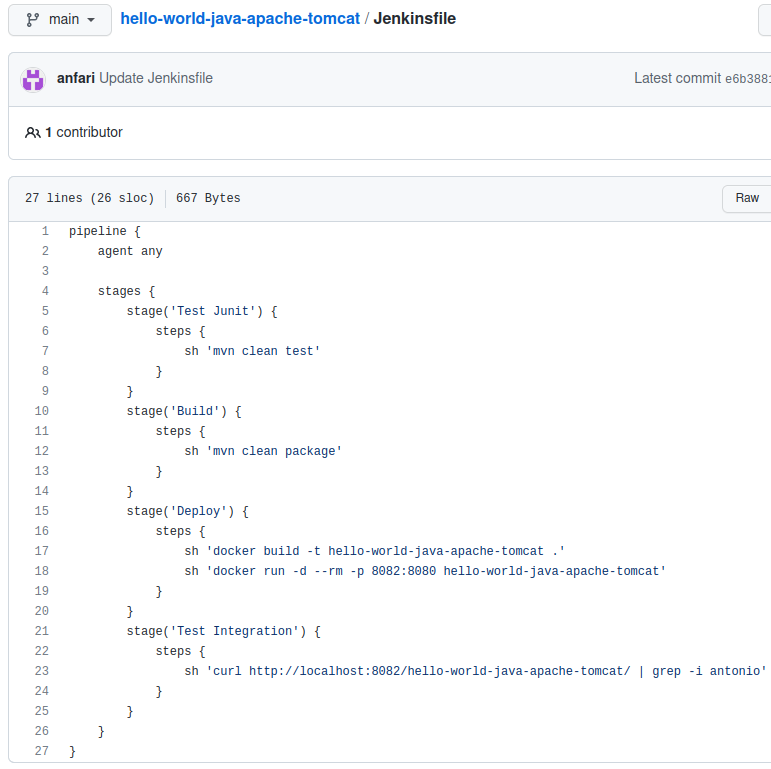 main hello-world-java-apache-tomcat / Jenkinsfile
anfari Update Jenkinsfile Latest commit e6b388
1 contributor
27 lines (26 sloc) 667 Bytes Raw
1 pipeline {
2     agent any
3
4     stages {
5         stage('Test Junit') {
6             steps {
7                 sh 'mvn clean test'
8             }
9         }
10         stage('Build') {
11             steps {
12                 sh 'mvn clean package'
13             }
14         }
15         stage('Deploy') {
16             steps {
17                 sh 'docker build -t hello-world-java-apache-tomcat .'
18                 sh 'docker run -d --rm -p 8082:8080 hello-world-java-apache-tomcat'
19             }
20         }
21         stage('Test Integration') {
22             steps {
23                 sh 'curl http://localhost:8082/hello-world-java-apache-tomcat/ | grep -i antonio'
24             }
25         }
26     }
27 }